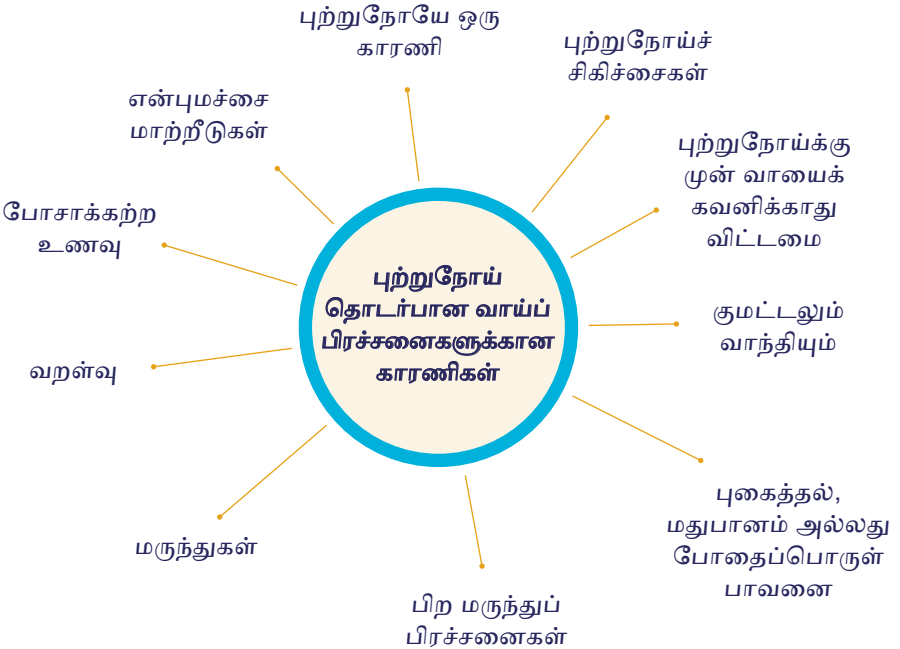 புற்றுநோயே ஒரு
காரணி
புற்றுநோய்ச்
சிகிச்சைகள்
புற்றுநோய்க்கு
முன் வாயைக்
கவனிக்காது
விட்டமை
குமட்டலும்
வாந்தியும்
புகைத்தல்,
மதுபானம் அல்லது
போதைப்பொருள்
பாவனை
பிற மருந்துப்
பிரச்சனைகள்
மருந்துகள்
வறள்வு
போசாக்கற்ற
உணவு
என்புமச்சை
மாற்றீடுகள்
புற்றுநோய்
தொடர்பான வாய்ப்
பிரச்சனைகளுக்கான
காரணிகள்